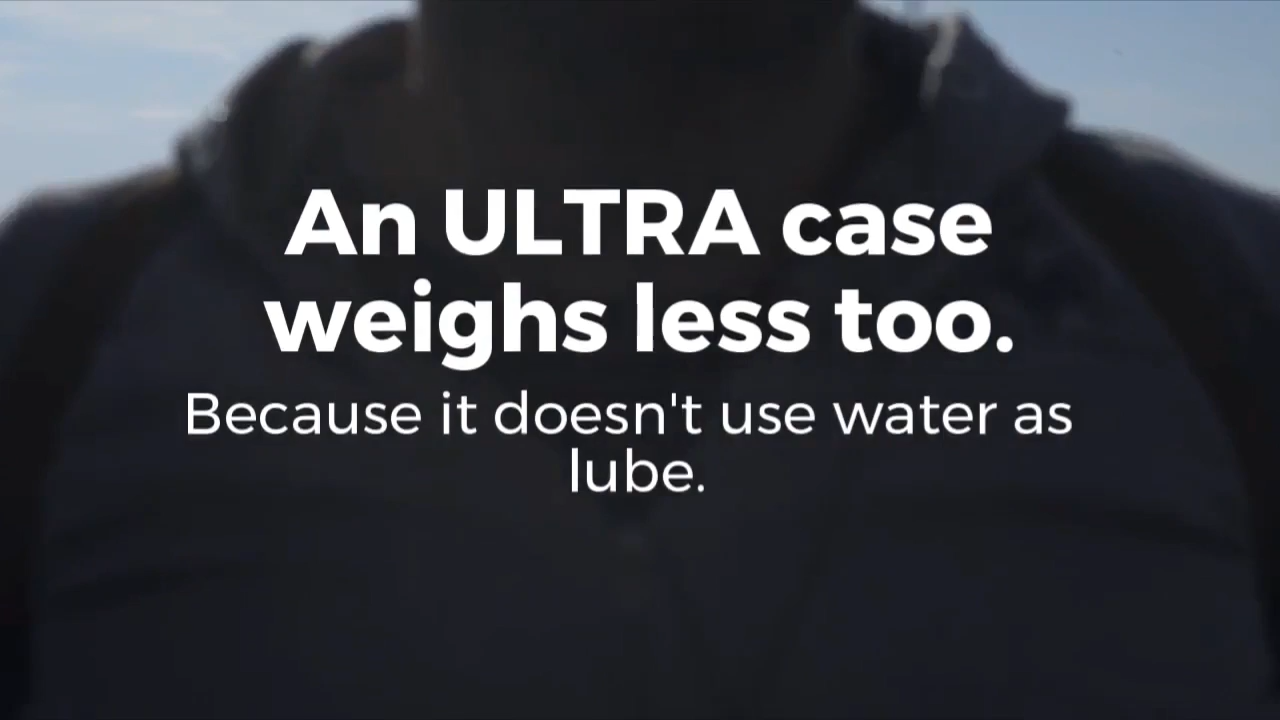 An ULTRA case
weighs less too.
Because it doesn't use water as
lube.